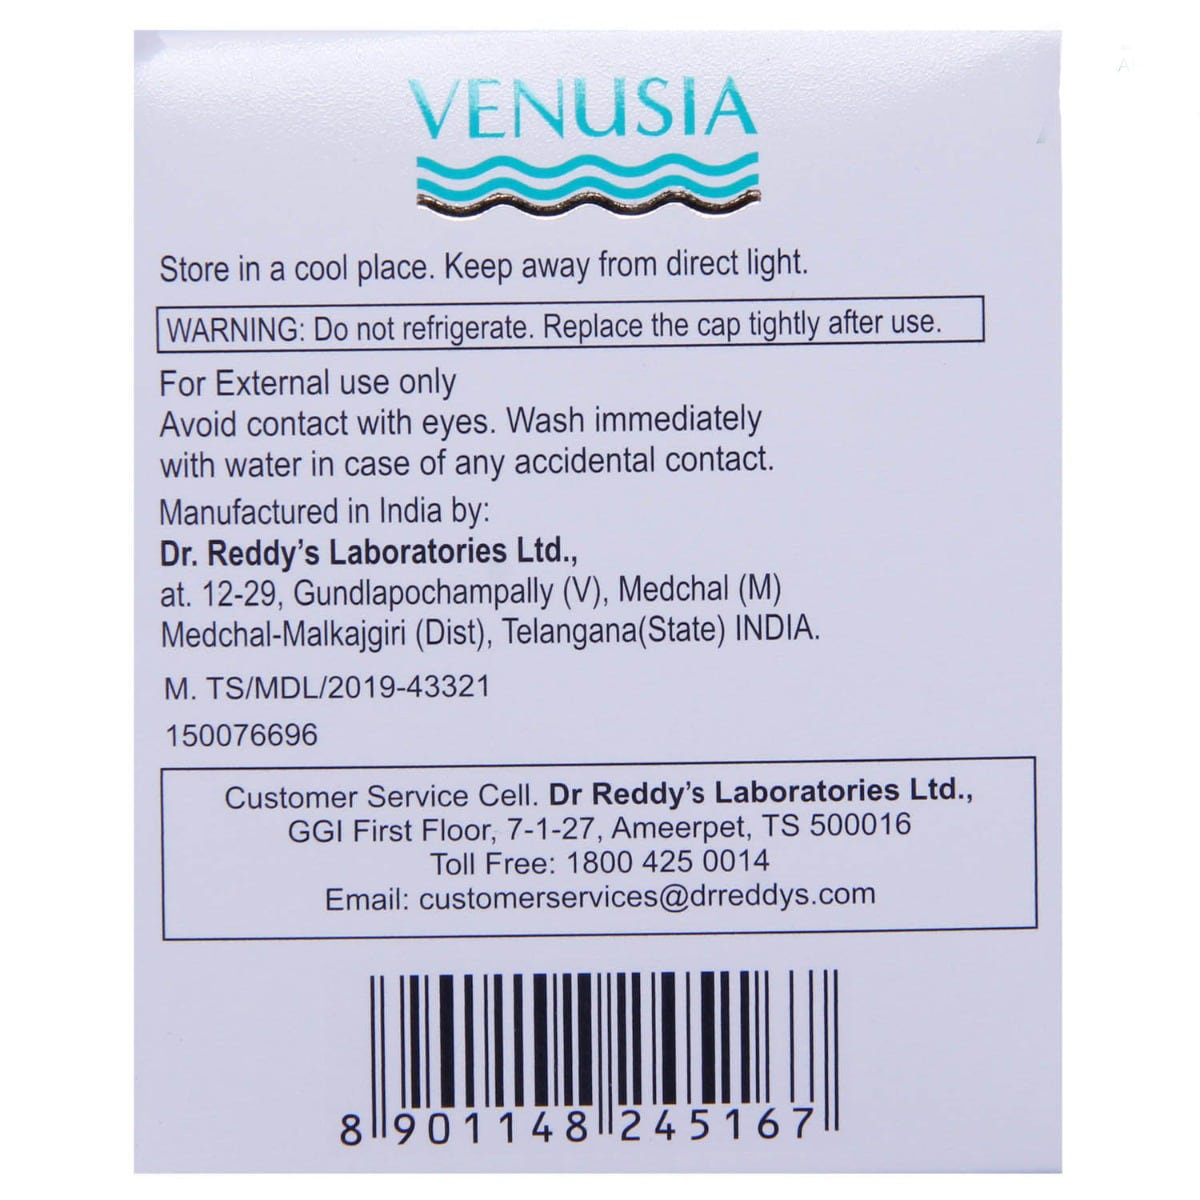 VENUSIA
Store in a cool place. Keep away from direct light.
WARNING: Do not refrigerate. Replace the cap tightly after use.
For External use only
Avoid contact with eyes. Wash immediately
with water in case of any accidental contact.
Manufactured in India by:
Dr. Reddy's Laboratories Ltd.,
at. 12-29, Gundlapochampally (V), Medchal (M)
Medchal-Malkajgiri (Dist), Telangana(State) INDIA.
M. TS/MDL/2019-43321
150076696
Customer Service Cell. Dr Reddy's Laboratories Ltd.,
GGI First Floor, 7-1-27, Ameerpet, TS 500016
Toll Free: 1800 425 0014
Email: customerservices@drreddys.com
8 901148 245167